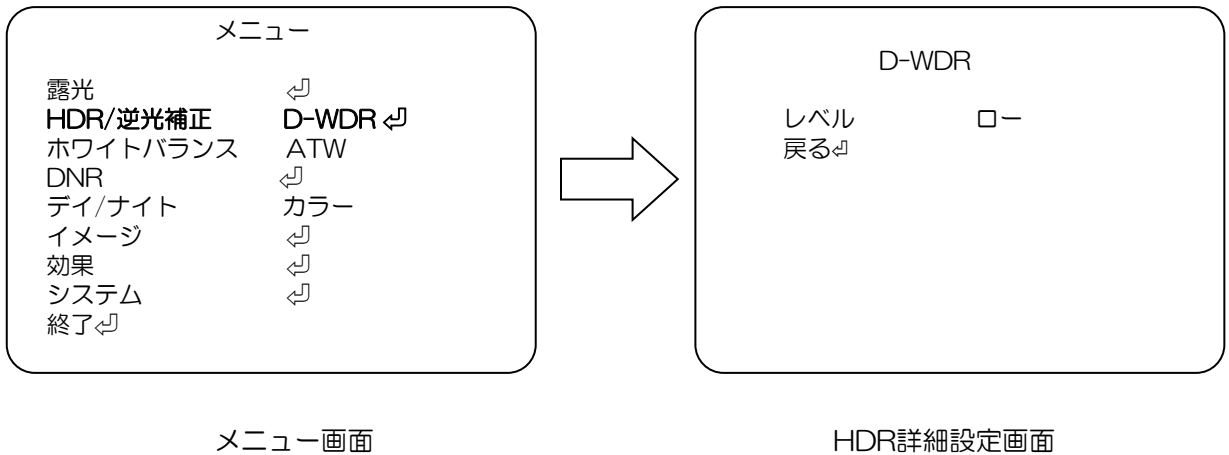 メニュー
露光 ⏎
HDR/逆光補正 D-WDR ⏎
ホワイトバランス ATW
DNR ⏎
デイ/ナイト カラー
イメージ ⏎
効果 ⏎
システム ⏎
終了⏎
メニュー画面
D-WDR
レベル ロー
戻る⏎
HDR詳細設定画面